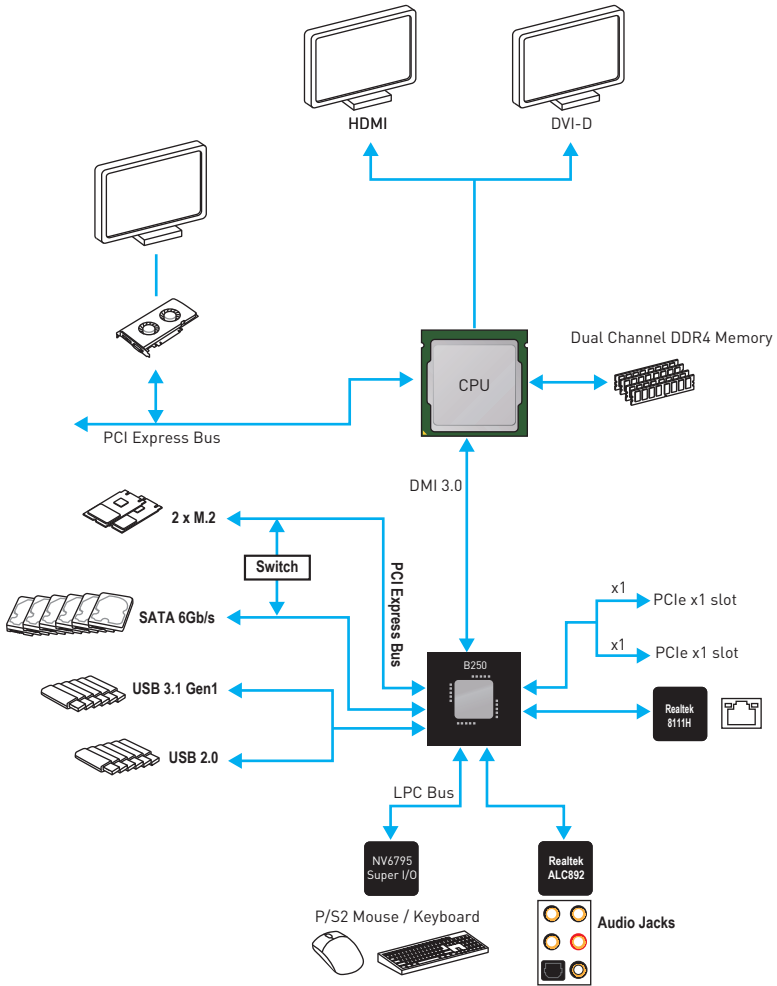 HDMI
DVI-D
Dual Channel DDR4 Memory
CPU
PCI Express Bus
DMI 3.0
2 x M.2
Switch
PCI Express Bus
SATA 6Gb/s
x1
PCIe x1 slot
x1
PCIe x1 slot
B250
USB 3.1 Gen1
Realtek
8111H
USB 2.0
LPC Bus
NV6795
Super I/O
Realtek
ALC892
P/S2 Mouse / Keyboard
Audio Jacks